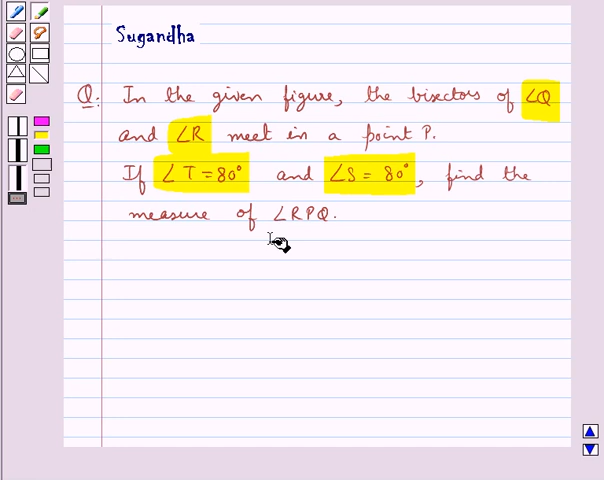 Sugandha
Q: In the given figure, the bisectors of ∠Q
and ∠R meet in a point P.
If ∠T = 80° and ∠S = 80°, find the
measure of ∠RPQ.